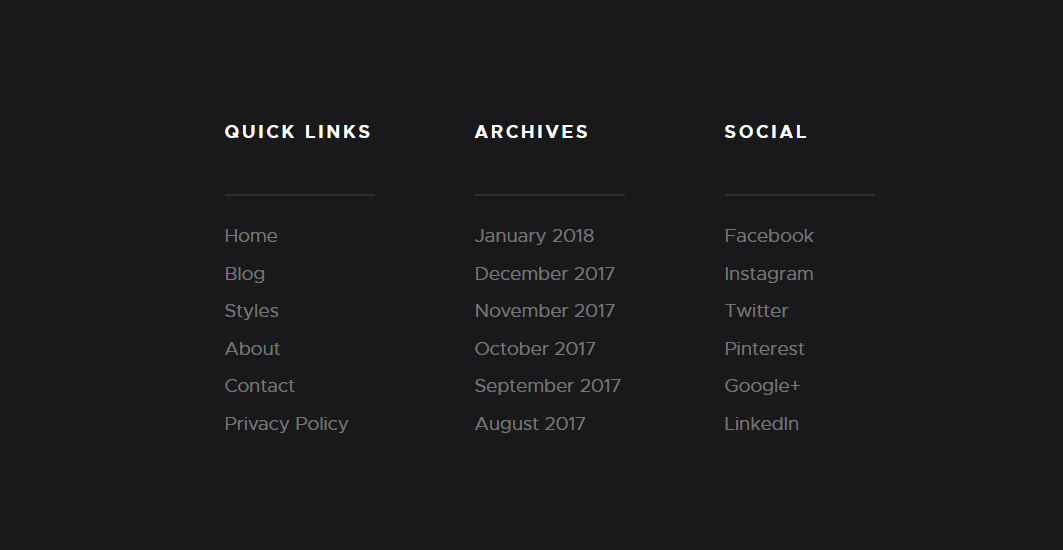 QUICK LINKS
Home
Blog
Styles
About
Contact
Privacy Policy
ARCHIVES
January 2018
December 2017
November 2017
October 2017
September 2017
August 2017
SOCIAL
Facebook
Instagram
Twitter
Pinterest
Google+
LinkedIn